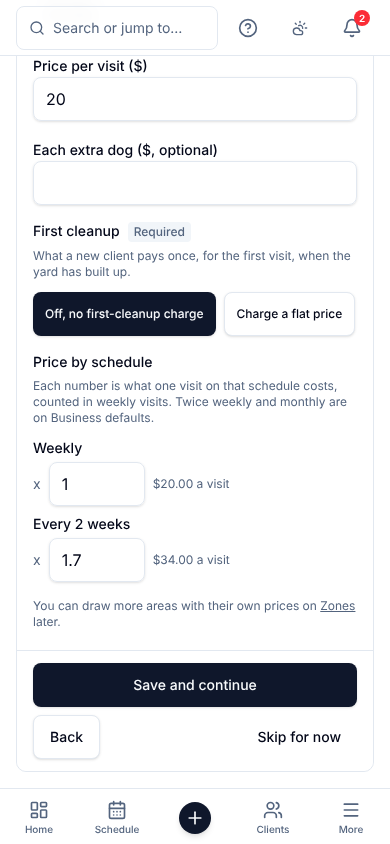 Search or jump to...
2
Price per visit ($)
20
Each extra dog ($, optional)
First cleanup Required
What a new client pays once, for the first visit, when the
yard has built up.
Off, no first-cleanup charge Charge a flat price
Price by schedule
Each number is what one visit on that schedule costs,
counted in weekly visits. Twice weekly and monthly are
on Business defaults.
Weekly
x 1 $20.00 a visit
Every 2 weeks
x 1.7 $34.00 a visit
You can draw more areas with their own prices on Zones
later.
Save and continue
Back Skip for now
Home Schedule Clients More